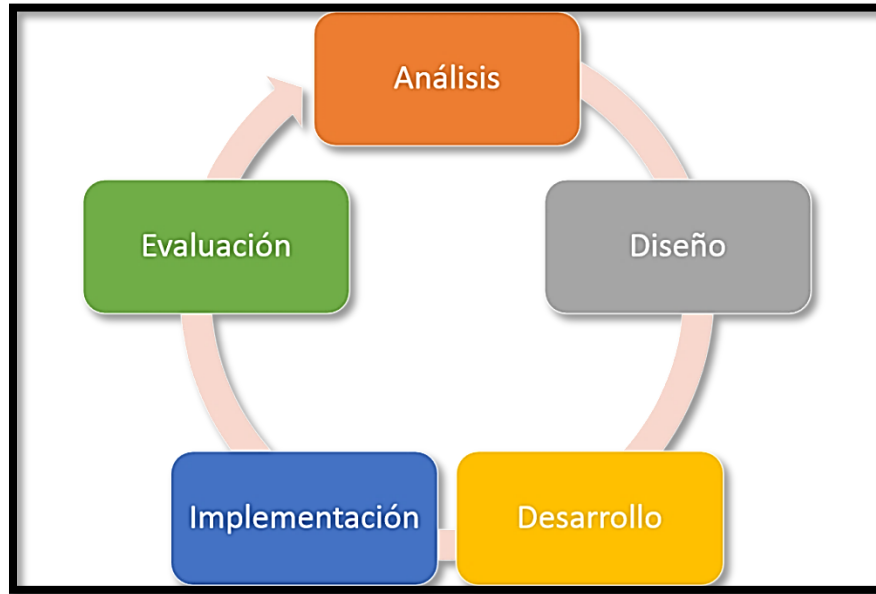 Análisis
Diseño
Desarrollo
Implementación
Evaluación